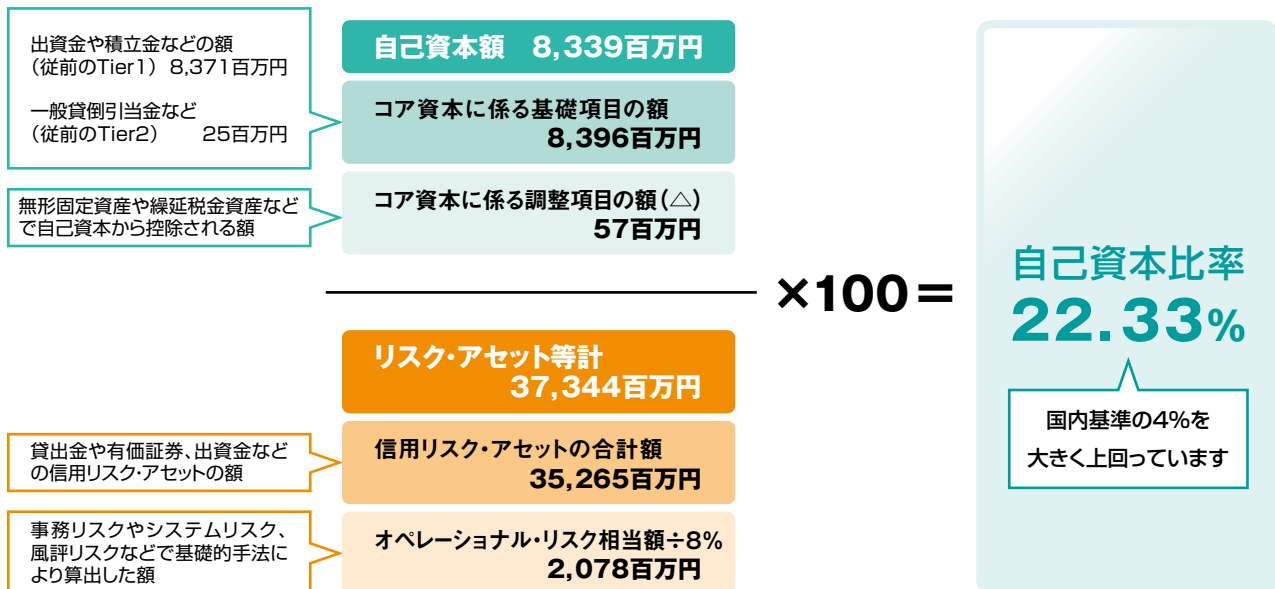 出資金や積立金などの額
（従前のTier1）8,371百万円
一般貸倒引当金など
（従前のTier2）　25百万円
自己資本額　8,339百万円
コア資本に係る基礎項目の額
8,396百万円
無形固定資産や繰延税金資産など
で自己資本から控除される額
コア資本に係る調整項目の額（△）
57百万円
×100＝
リスク・アセット等計
37,344百万円
貸出金や有価証券、出資金など
の信用リスク・アセットの額
信用リスク・アセットの合計額
35,265百万円
事務リスクやシステムリスク、
風評リスクなどで基礎的手法に
より算出した額
オペレーショナル・リスク相当額÷8%
2,078百万円
自己資本比率
22.33%
国内基準の4%を
大きく上回っています